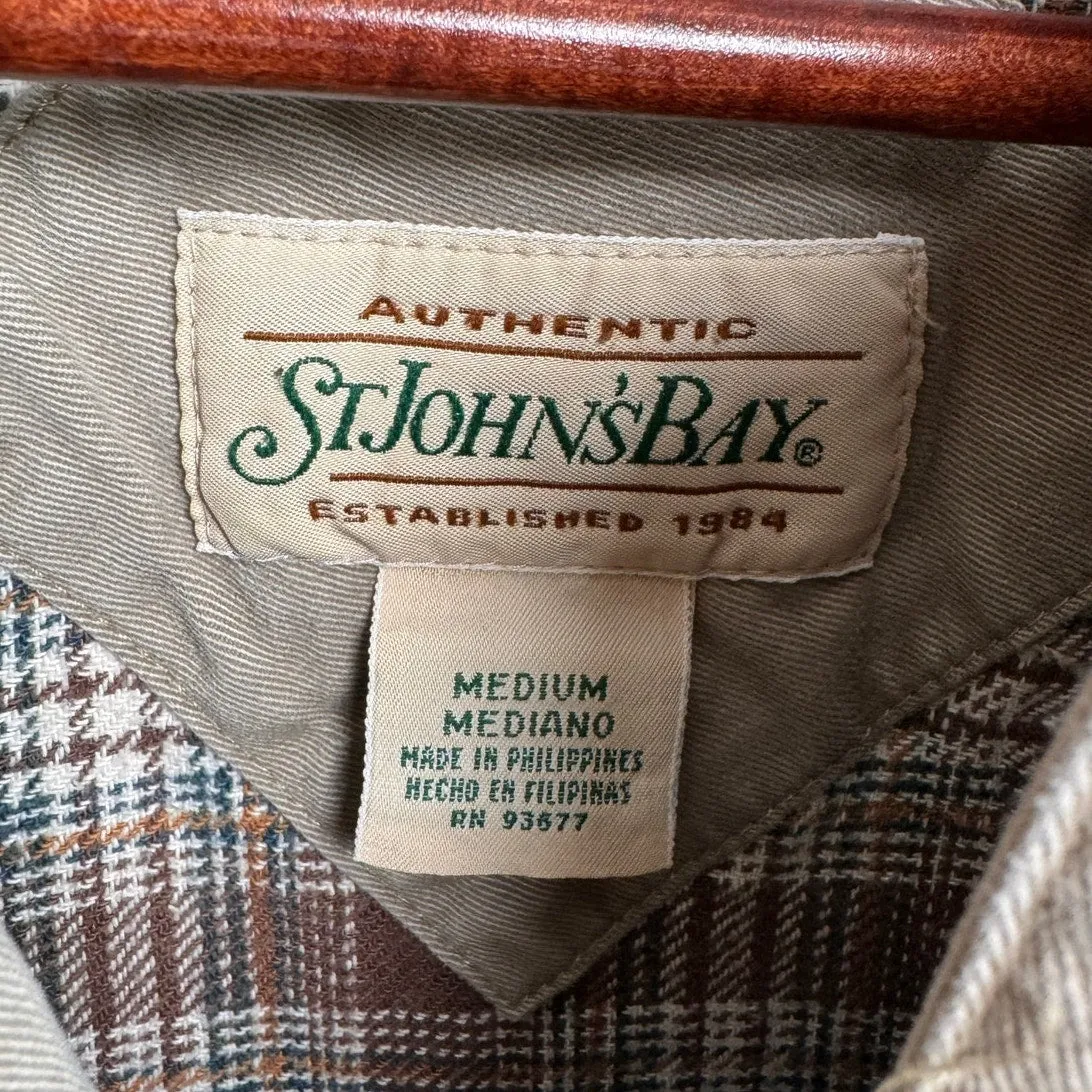 AUTHENTIC
ST JOHN'S BAY®
ESTABLISHED 1984
MEDIUM
MEDIANO
MADE IN PHILIPPINES
HECHO EN FILIPINAS
RN 93677